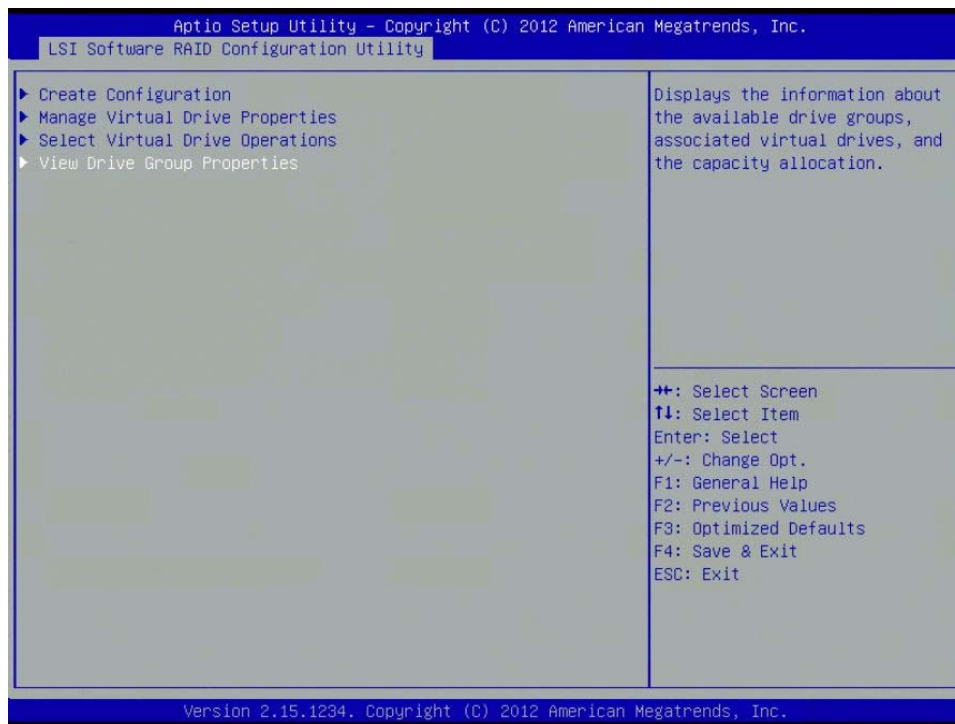 Aptio Setup Utility – Copyright (C) 2012 American Megatrends, Inc.
LSI Software RAID Configuration Utility
▶ Create Configuration
▶ Manage Virtual Drive Properties
▶ Select Virtual Drive Operations
▶ View Drive Group Properties
Displays the information about
the available drive groups,
associated virtual drives, and
the capacity allocation.
→←: Select Screen
↑↓: Select Item
Enter: Select
+/-: Change Opt.
F1: General Help
F2: Previous Values
F3: Optimized Defaults
F4: Save & Exit
ESC: Exit
Version 2.15.1234. Copyright (C) 2012 American Megatrends, Inc.